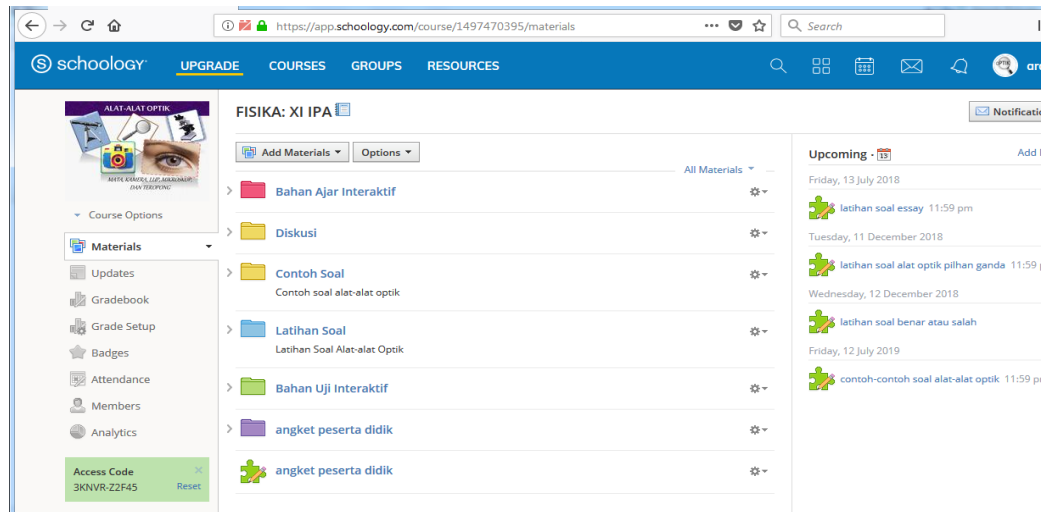 https://app.schoology.com/course/1497470395/materials
Search
schoology
UPGRADE
COURSES
GROUPS
RESOURCES
OPTIK
ALAT-ALAT OPTIK
MATA, KAMERA, LUP, MIKROSKOP,
DAN TEROPONG
Course Options
Materials
Updates
Gradebook
Grade Setup
Badges
Attendance
Members
Analytics
Access Code
3KNVR-Z2F45 Reset
FISIKA: XI IPA
Add Materials
Options
All Materials
Bahan Ajar Interaktif
Diskusi
Contoh Soal
Contoh soal alat-alat optik
Latihan Soal
Latihan Soal Alat-alat Optik
Bahan Uji Interaktif
angket peserta didik
angket peserta didik
Notificatio
Upcoming · 13
Add
Friday, 13 July 2018
latihan soal essay 11:59 pm
Tuesday, 11 December 2018
latihan soal alat optik pilhan ganda 11:59
Wednesday, 12 December 2018
latihan soal benar atau salah
Friday, 12 July 2019
contoh-contoh soal alat-alat optik 11:59